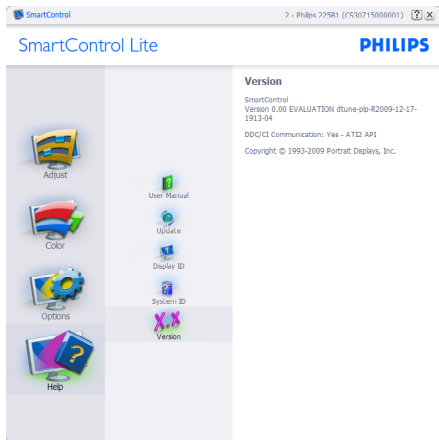 SmartControl
2 - Philips 225B1 (CS30715000001)
SmartControl Lite
PHILIPS
Adjust
Color
Options
Help
User Manual
Update
Display ID
System ID
Version
Version
SmartControl
Version 0.00 EVALUATION dtune-plp-R2009-12-17-
1913-04
DDC/CI Communication: Yes - ATI2 API
Copyright © 1993-2009 Portrait Displays, Inc.